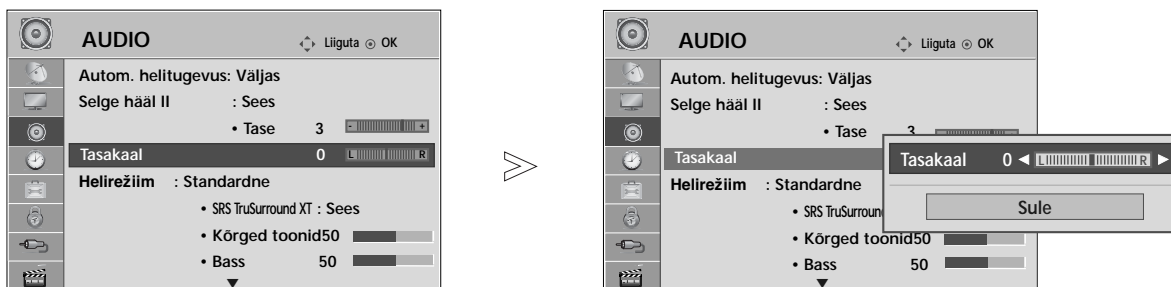 AUDIO Liiguta OK
Autom. helitugevus: Väljas
Selge hääl II : Sees
• Tase 3 - +
Tasakaal 0 L R
Helirežiim : Standardne
• SRS TruSurround XT : Sees
• Kõrged toonid50
• Bass 50
AUDIO Liiguta OK
Autom. helitugevus: Väljas
Selge hääl II : Sees
• Tase 3
Tasakaal
Tasakaal 0 L R
Helirežiim : Standardne
Sule
• SRS TruSurroun
• Kõrged toonid50
• Bass 50